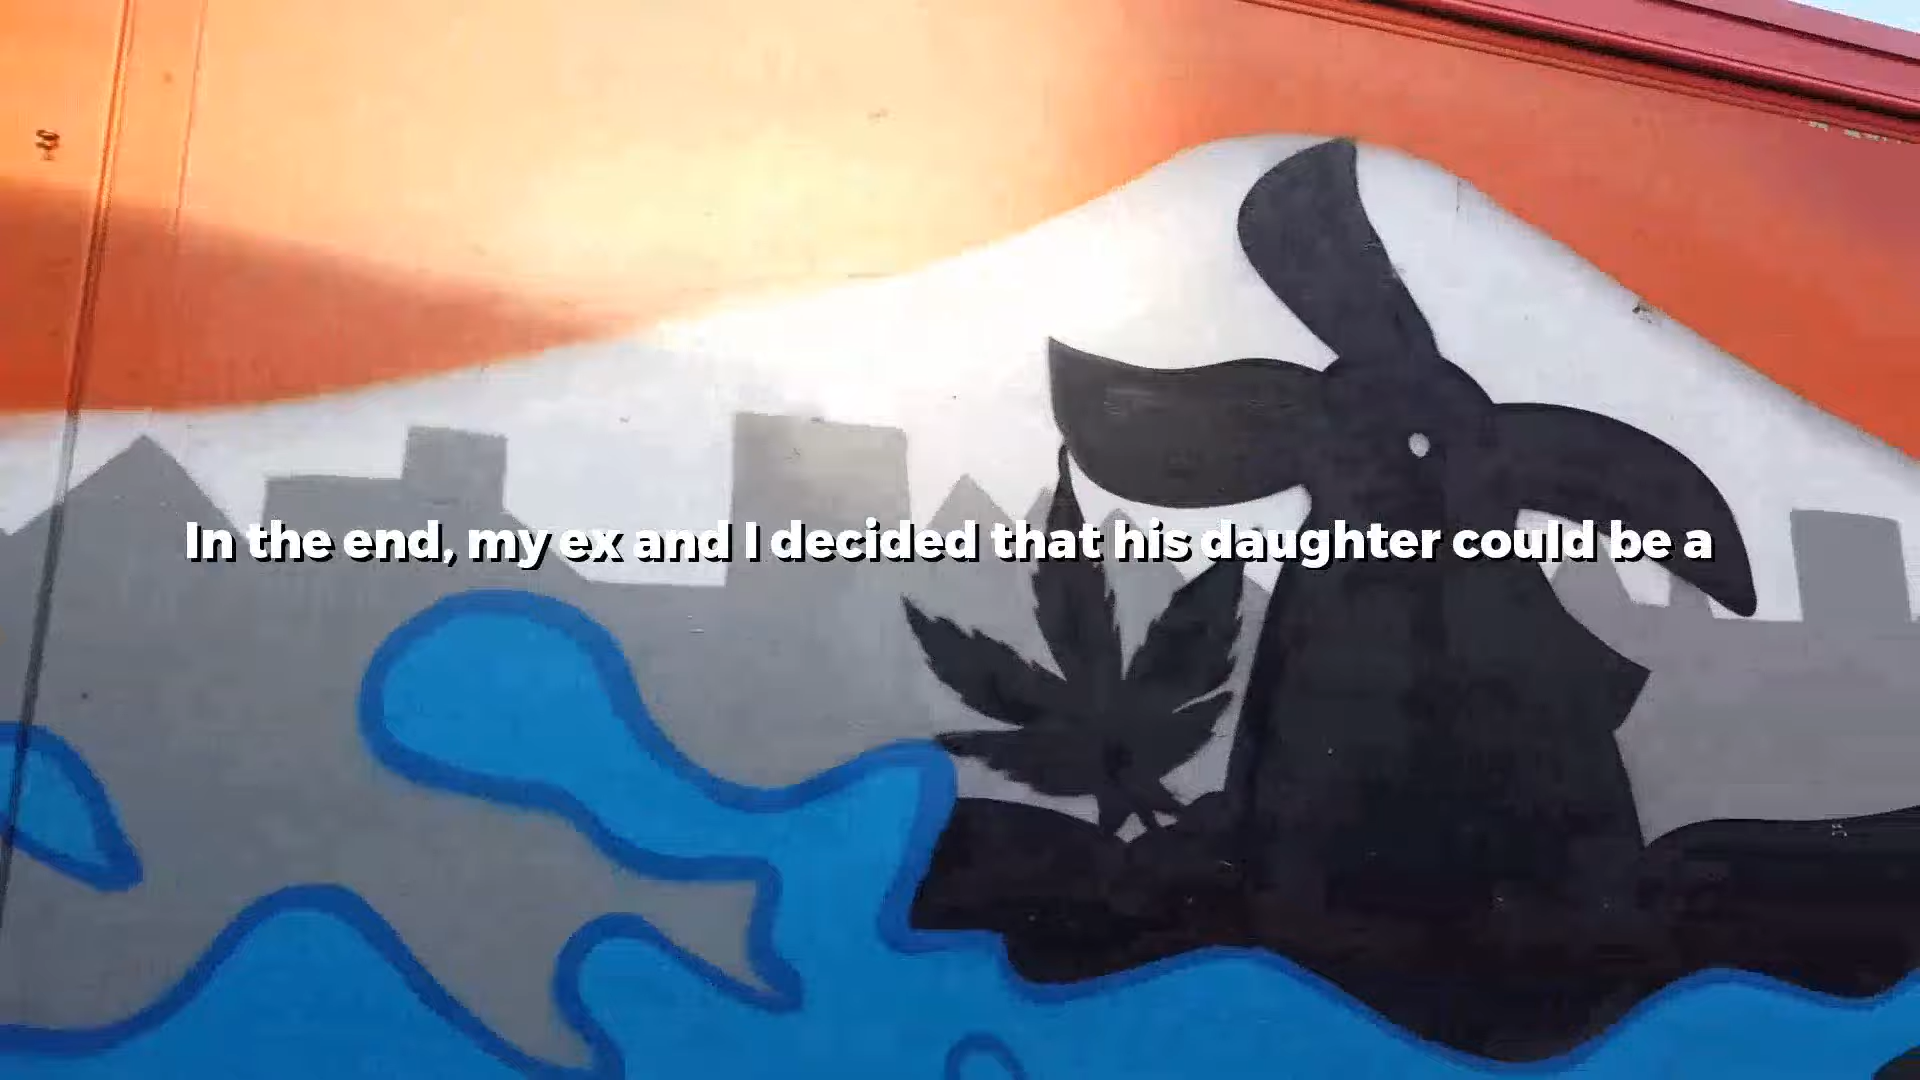 In the end, my ex and I decided that his daughter could be a